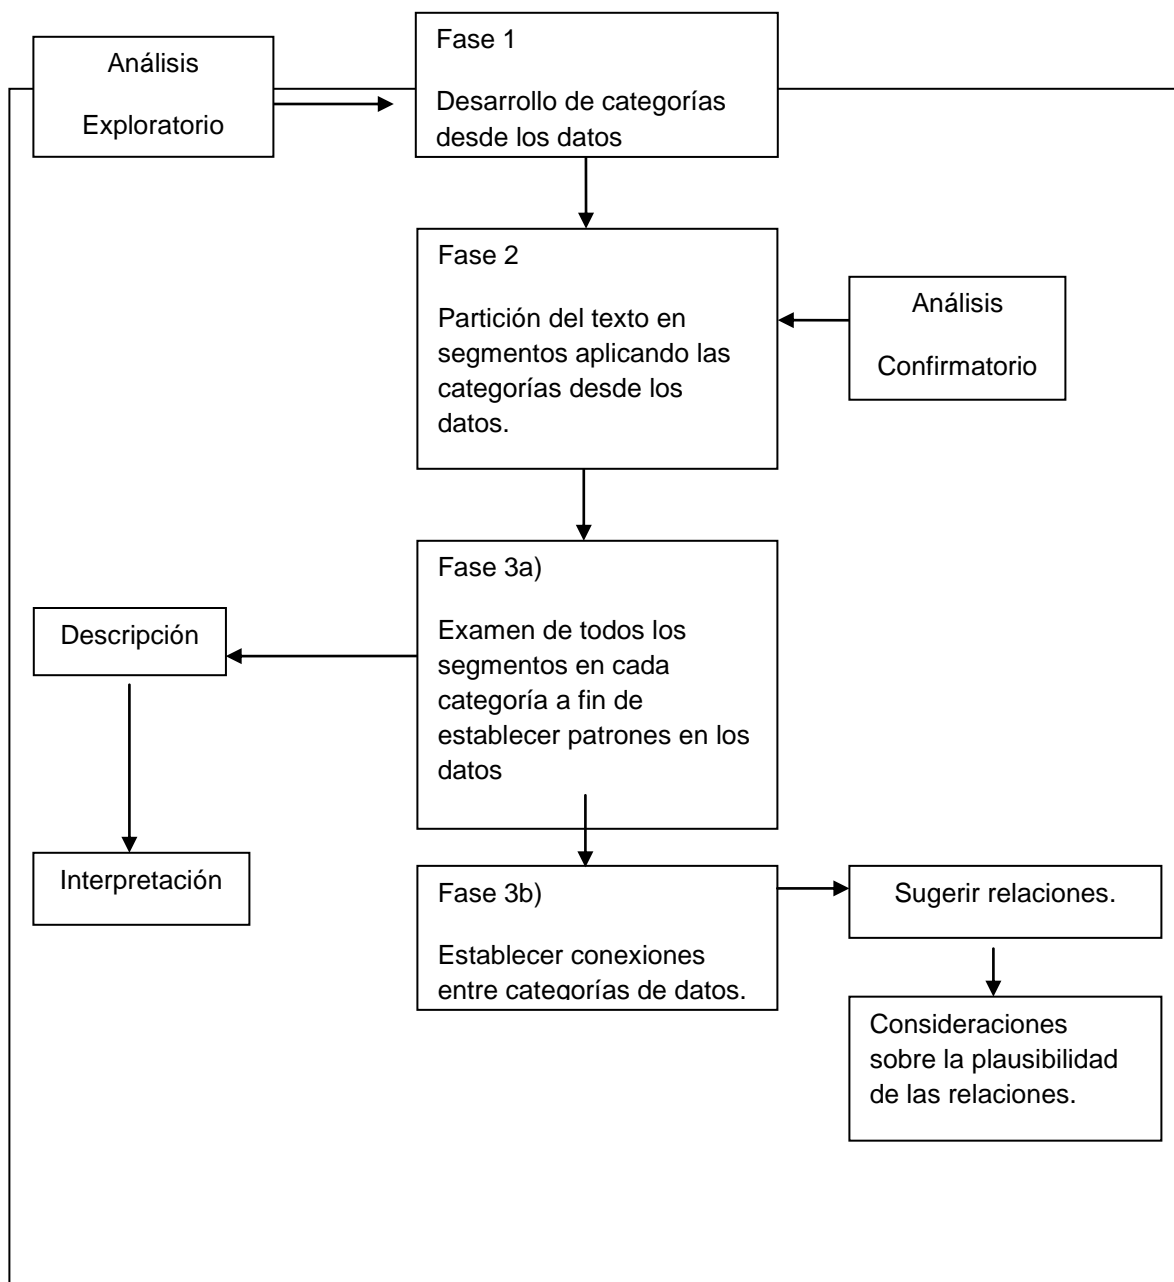 Análisis
Exploratorio
Fase 1
Desarrollo de categorías
desde los datos
Fase 2
Partición del texto en
segmentos aplicando las
categorías desde los
datos.
Análisis
Confirmatorio
Fase 3a)
Examen de todos los
segmentos en cada
categoría a fin de
establecer patrones en los
datos
Descripción
Interpretación
Fase 3b)
Establecer conexiones
entre categorías de datos.
Sugerir relaciones.
Consideraciones
sobre la plausibilidad
de las relaciones.